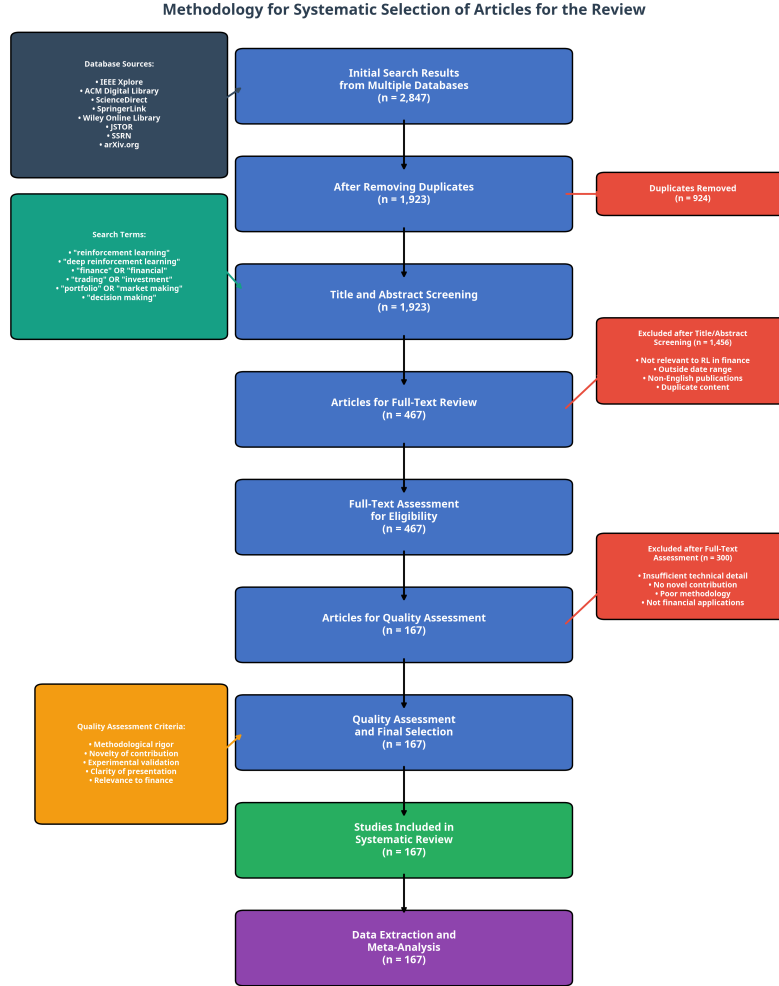 Methodology for Systematic Selection of Articles for the Review
Database Sources:
• IEEE Xplore
• ACM Digital Library
• ScienceDirect
• SpringerLink
• Wiley Online Library
• JSTOR
• SSRN
• arXiv.org
Initial Search Results
from Multiple Databases
(n = 2,847)
After Removing Duplicates
(n = 1,923)
Duplicates Removed
(n = 924)
Search Terms:
• "reinforcement learning"
• "deep reinforcement learning"
• "finance" OR "financial"
• "trading" OR "investment"
• "portfolio" OR "market making"
• "decision making"
Title and Abstract Screening
(n = 1,923)
Excluded after Title/Abstract
Screening (n = 1,456)
• Not relevant to RL in finance
• Outside date range
• Non-English publications
• Duplicate content
Articles for Full-Text Review
(n = 467)
Full-Text Assessment
for Eligibility
(n = 467)
Excluded after Full-Text
Assessment (n = 300)
• Insufficient technical detail
• No novel contribution
• Poor methodology
• Not financial applications
Articles for Quality Assessment
(n = 167)
Quality Assessment Criteria:
• Methodological rigor
• Novelty of contribution
• Experimental validation
• Clarity of presentation
• Relevance to finance
Quality Assessment
and Final Selection
(n = 167)
Studies Included in
Systematic Review
(n = 167)
Data Extraction and
Meta-Analysis
(n = 167)